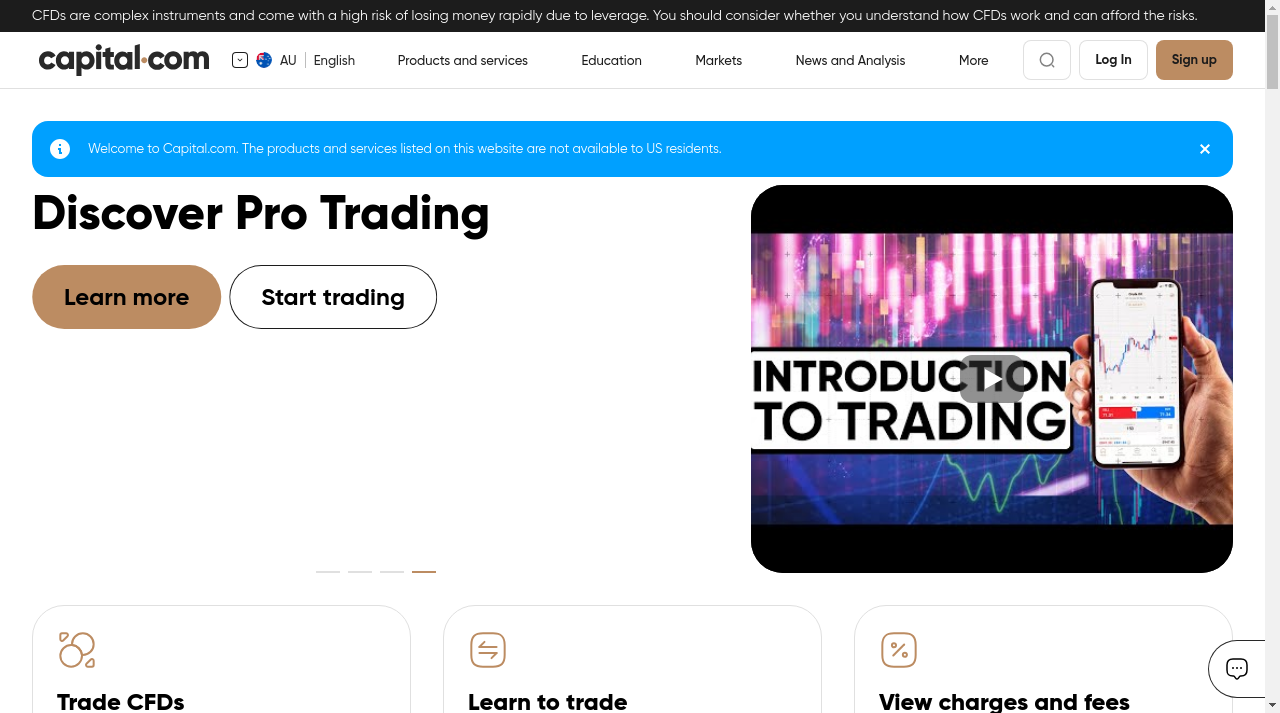 CFDs are complex instruments and come with a high risk of losing money rapidly due to leverage. You should consider whether you understand how CFDs work and can afford the risks.
capital.com
AU
English
Products and services
Education
Markets
News and Analysis
More
Log In
Sign up
Welcome to Capital.com. The products and services listed on this website are not available to US residents.
Discover Pro Trading
Learn more
Start trading
INTRODUCTION
TO TRADING
Trade CFDs
Learn to trade
View charges and fees